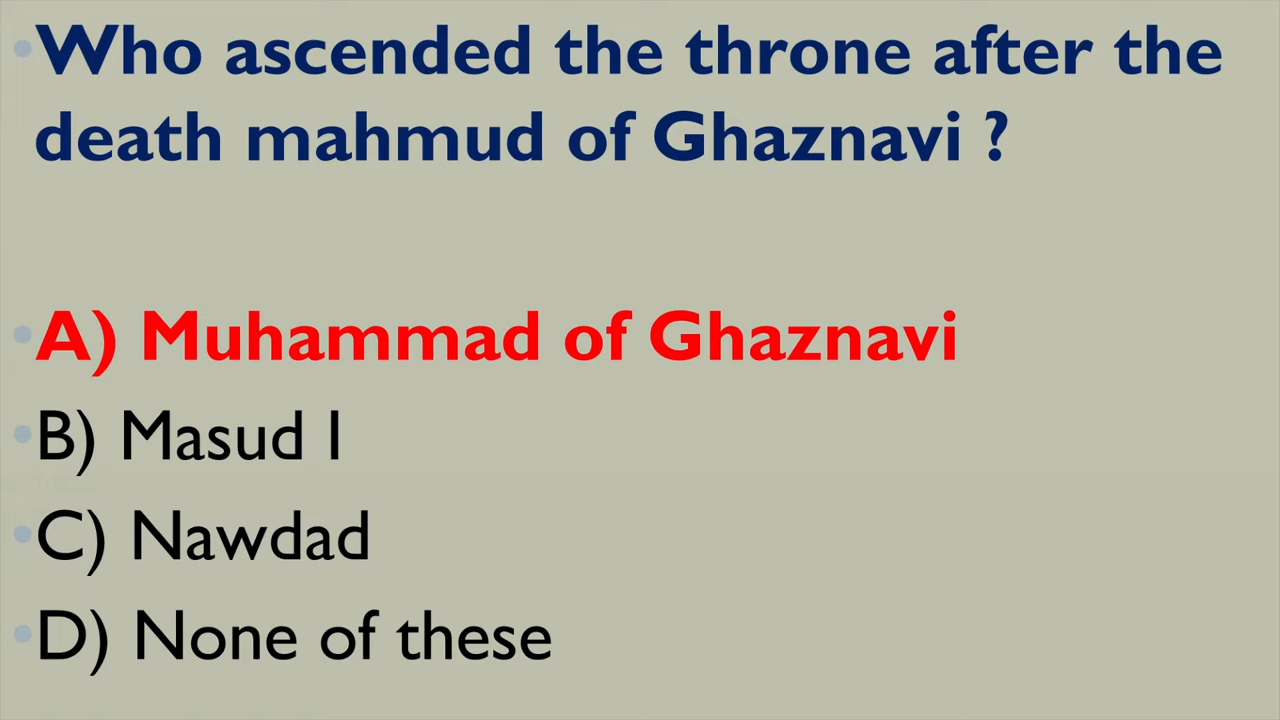 •Who ascended the throne after the
death mahmud of Ghaznavi ?
•A) Muhammad of Ghaznavi
•B) Masud I
•C) Nawdad
•D) None of these